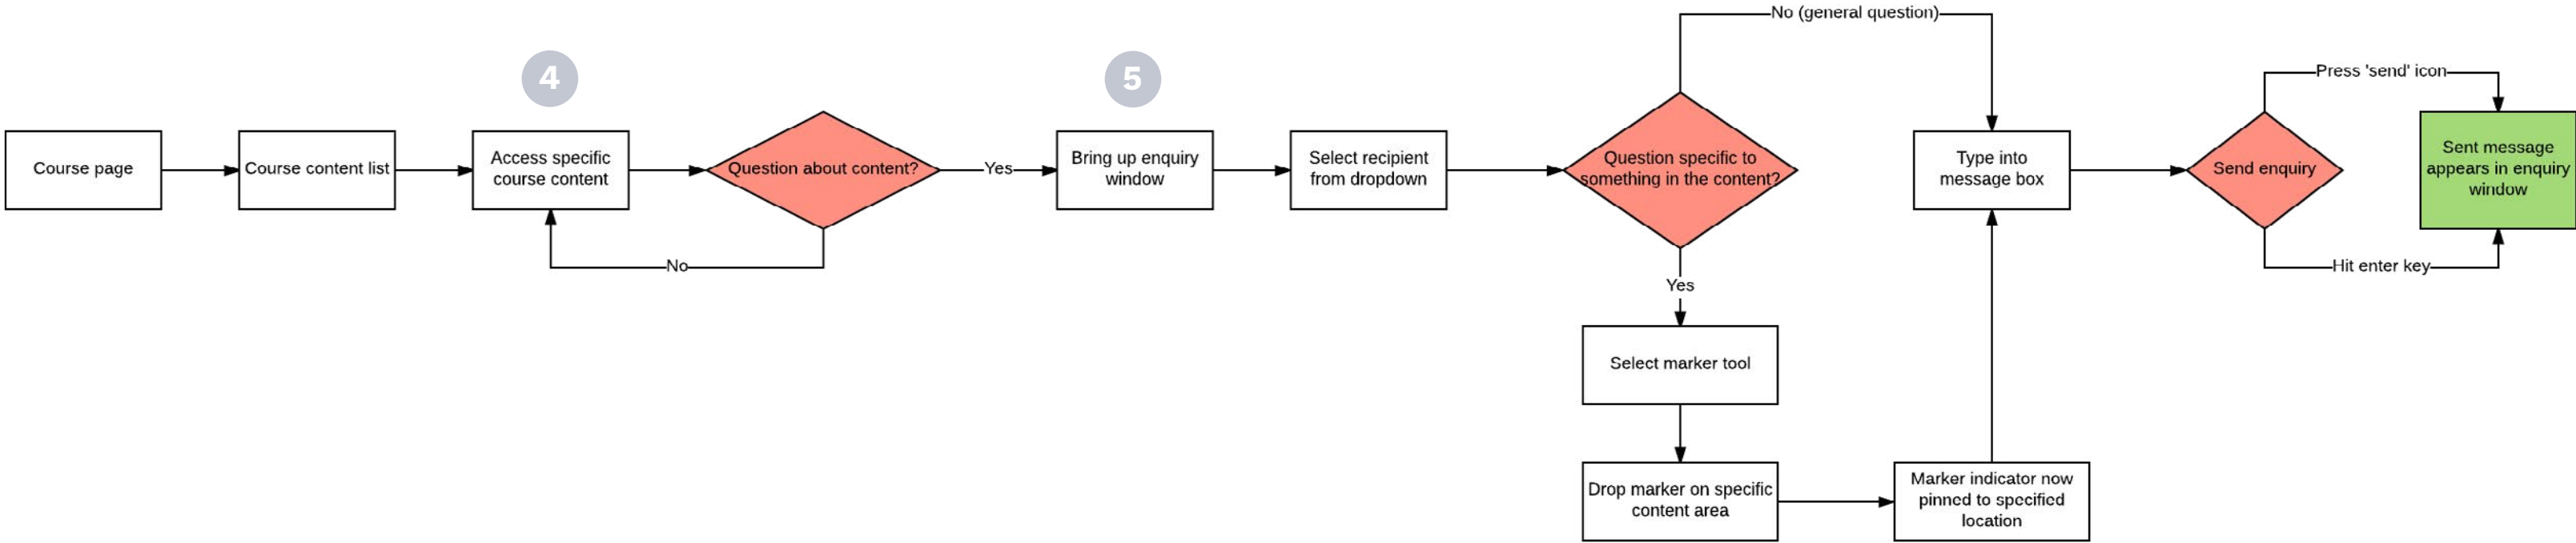 No (general question)
4
5
Press 'send' icon
Course page
Course content list
Access specific
course content
Question about content?
Yes
Bring up enquiry
window
Select recipient
from dropdown
Question specific to
something in the content?
Type into
message box
Send enquiry
Sent message
appears in enquiry
window
No
Hit enter key
Yes
Select marker tool
Drop marker on specific
content area
Marker indicator now
pinned to specified
location